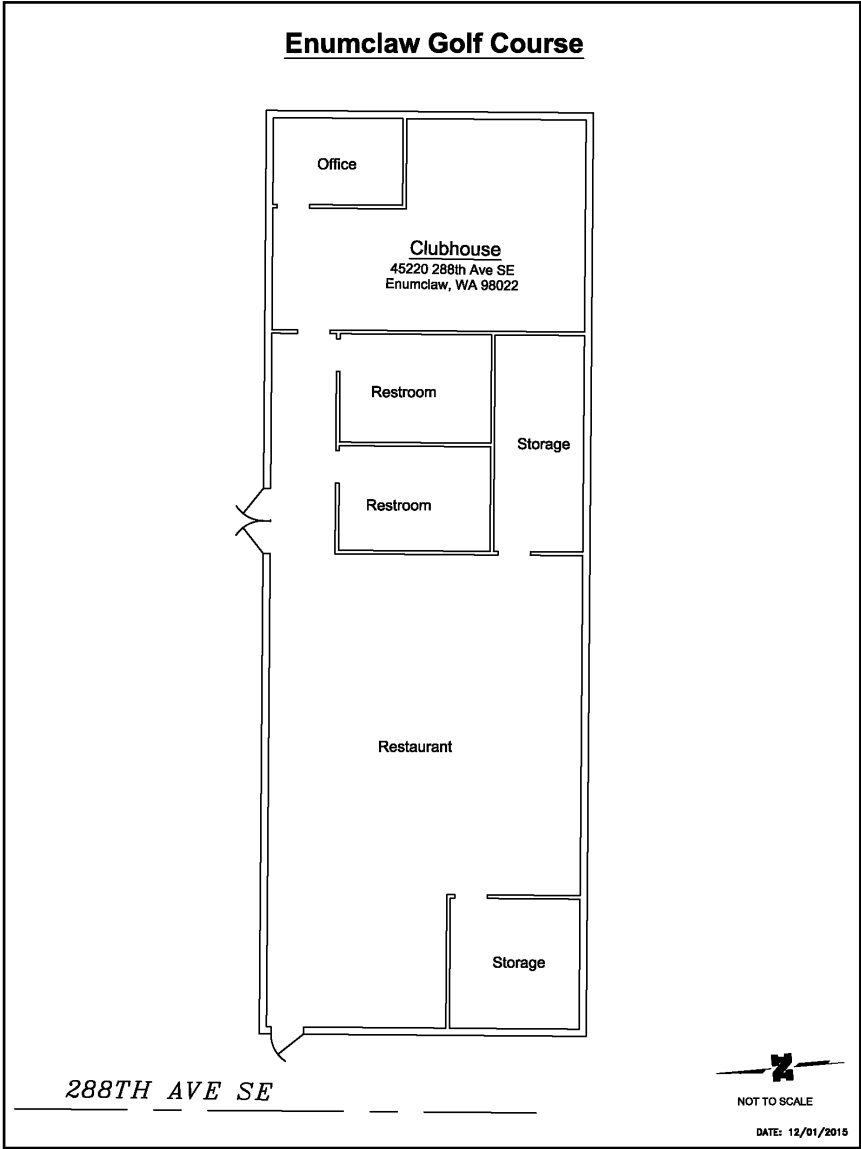 Enumclaw Golf Course
Office
Clubhouse
45220 288th Ave SE
Enumclaw, WA 98022
Restroom
Storage
Restroom
Restaurant
Storage
288TH AVE SE
N
NOT TO SCALE
DATE: 12/01/2015